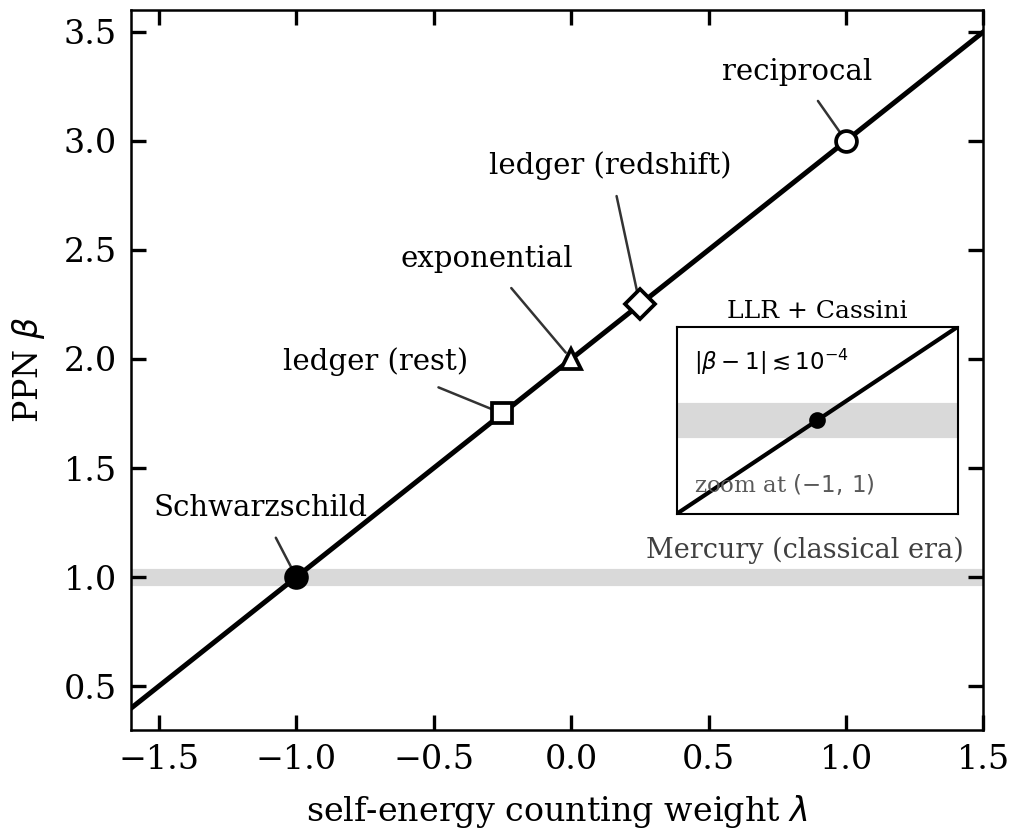 3.5
reciprocal
3.0
ledger (redshift)
2.5
exponential
LLR + Cassini
|β − 1| ≲ 10⁻⁴
2.0
ledger (rest)
PPN β
zoom at (−1, 1)
1.5
Schwarzschild
Mercury (classical era)
1.0
0.5
−1.5 −1.0 −0.5 0.0 0.5 1.0 1.5
self-energy counting weight λ